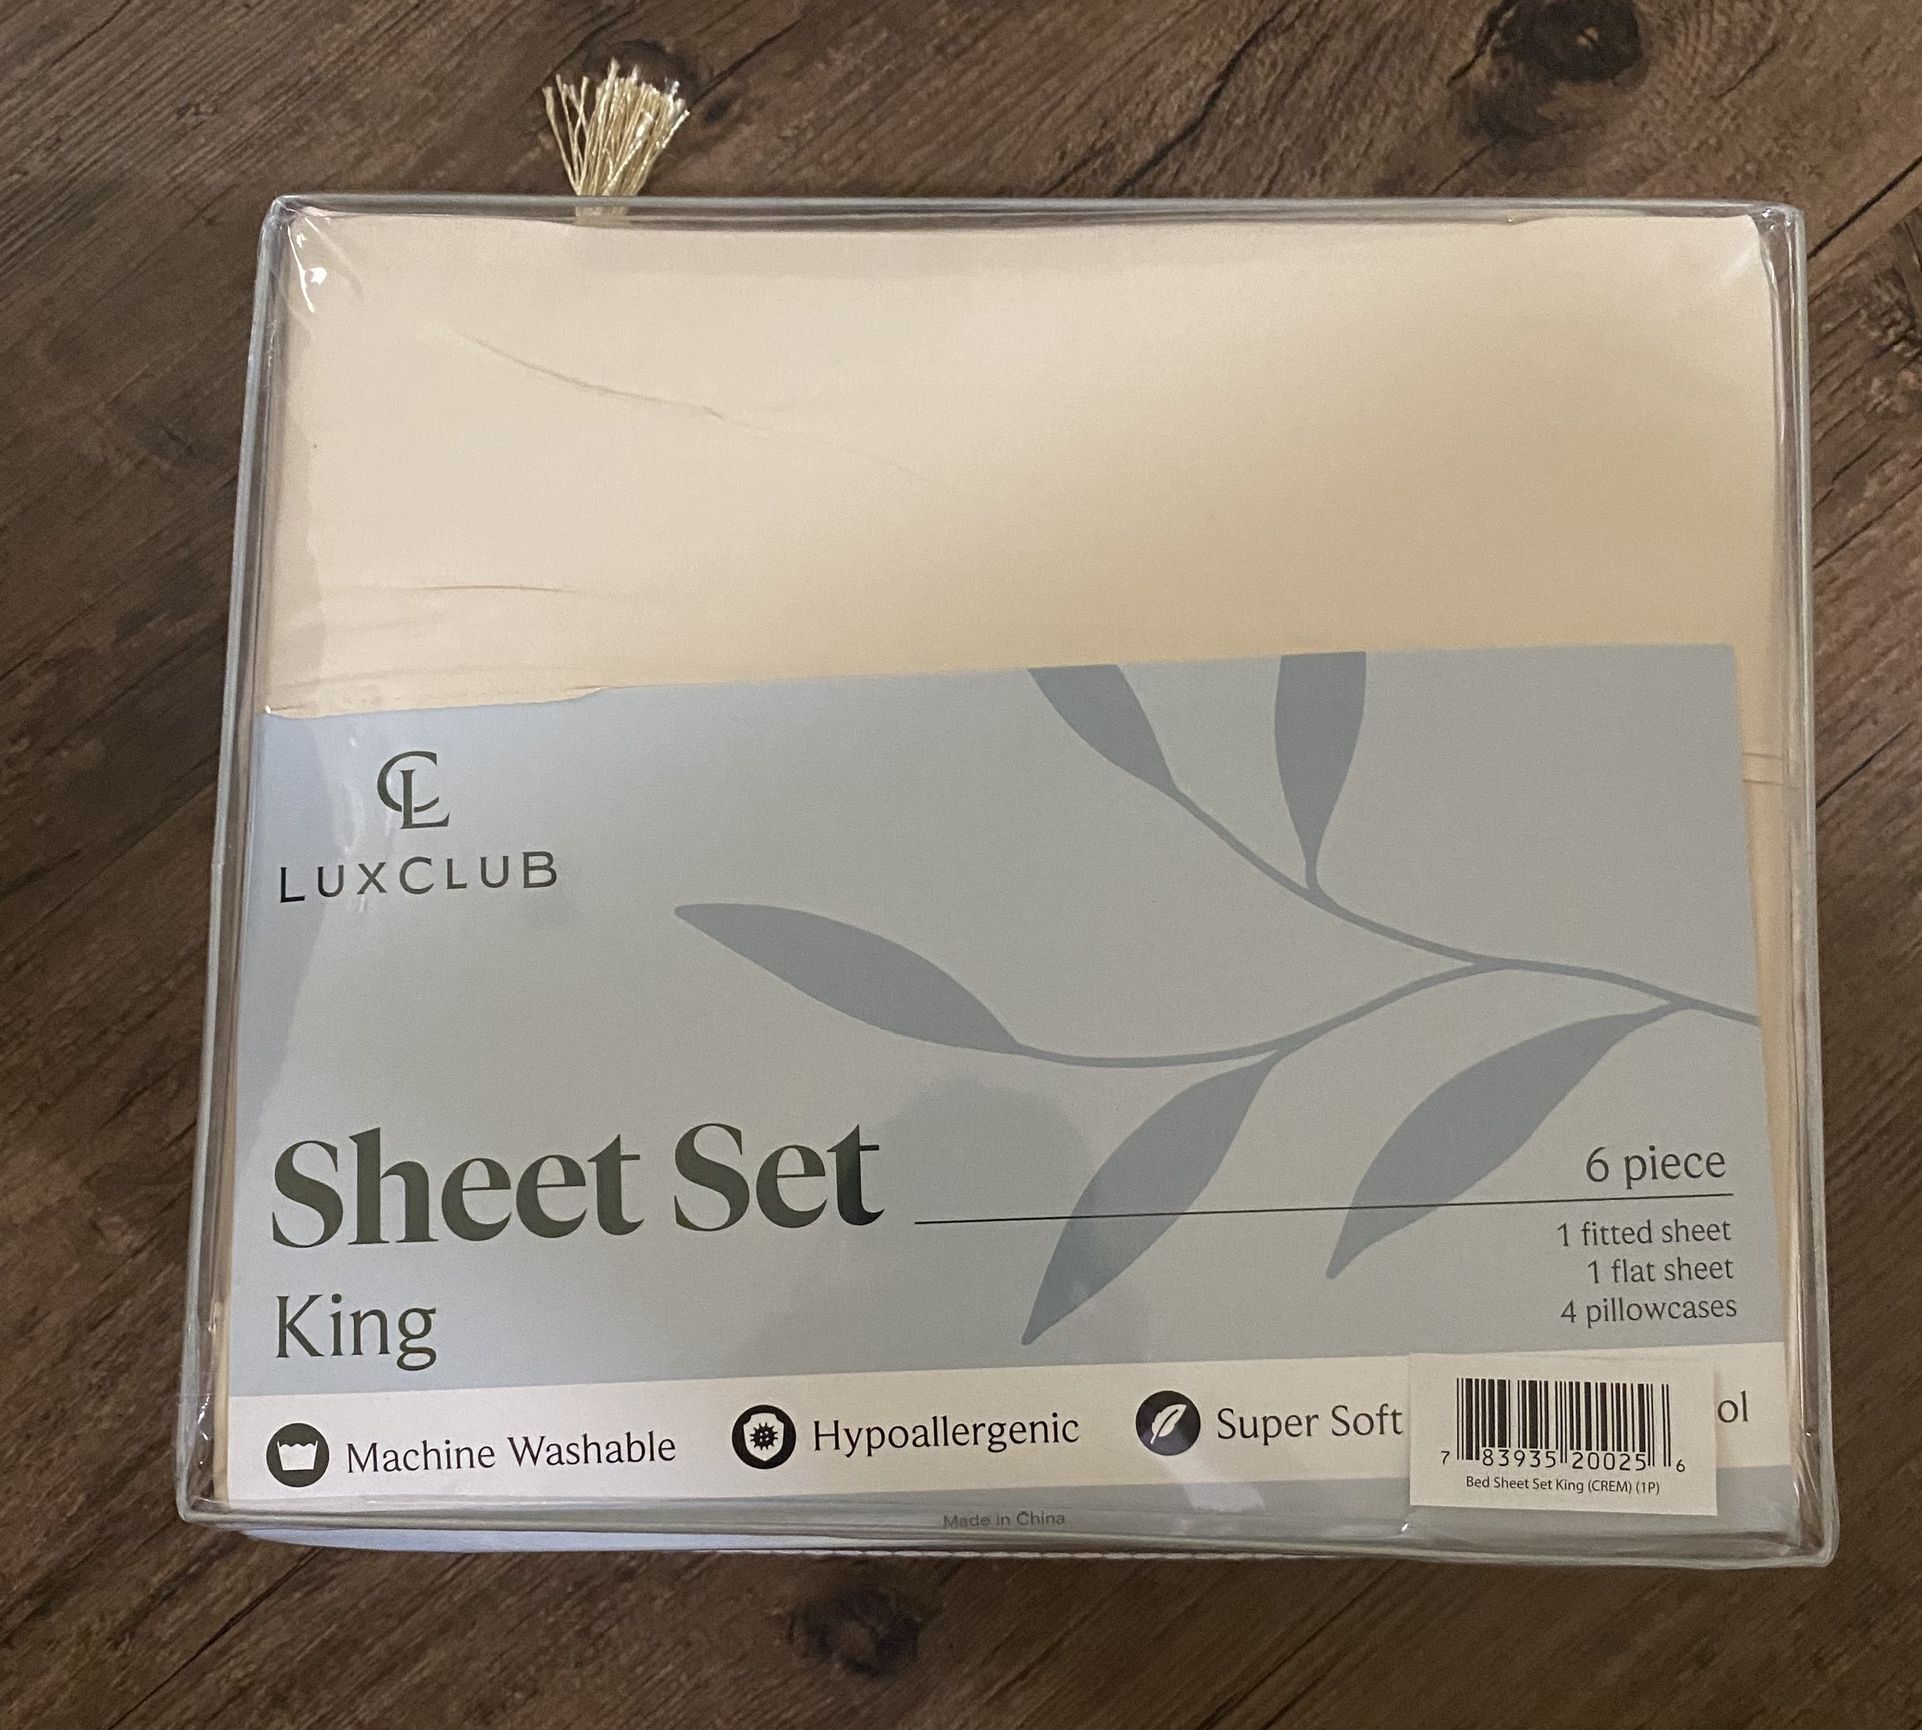 CL
LUXCLUB
Sheet Set
King
6 piece
1 fitted sheet
1 flat sheet
4 pillowcases
Machine Washable
Hypoallergenic
Super Soft
ol
7 83935 20025 6
Bed Sheet Set King (CREM) (1P)
Made in China